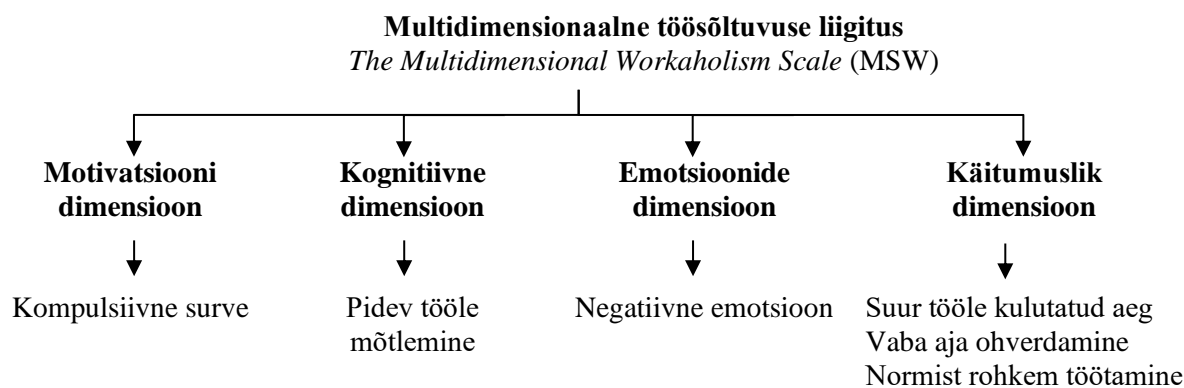 Multidimensionaalne töösõltuvuse liigitus
The Multidimensional Workaholism Scale (MSW)
Motivatsiooni
dimensioon
Kognitiivne
dimensioon
Emotsioonide
dimensioon
Käitumuslik
dimensioon
Kompulsiivne surve
Pidev tööle
mõtlemine
Negatiivne emotsioon
Suur tööle kulutatud aeg
Vaba aja ohverdamine
Normist rohkem töötamine